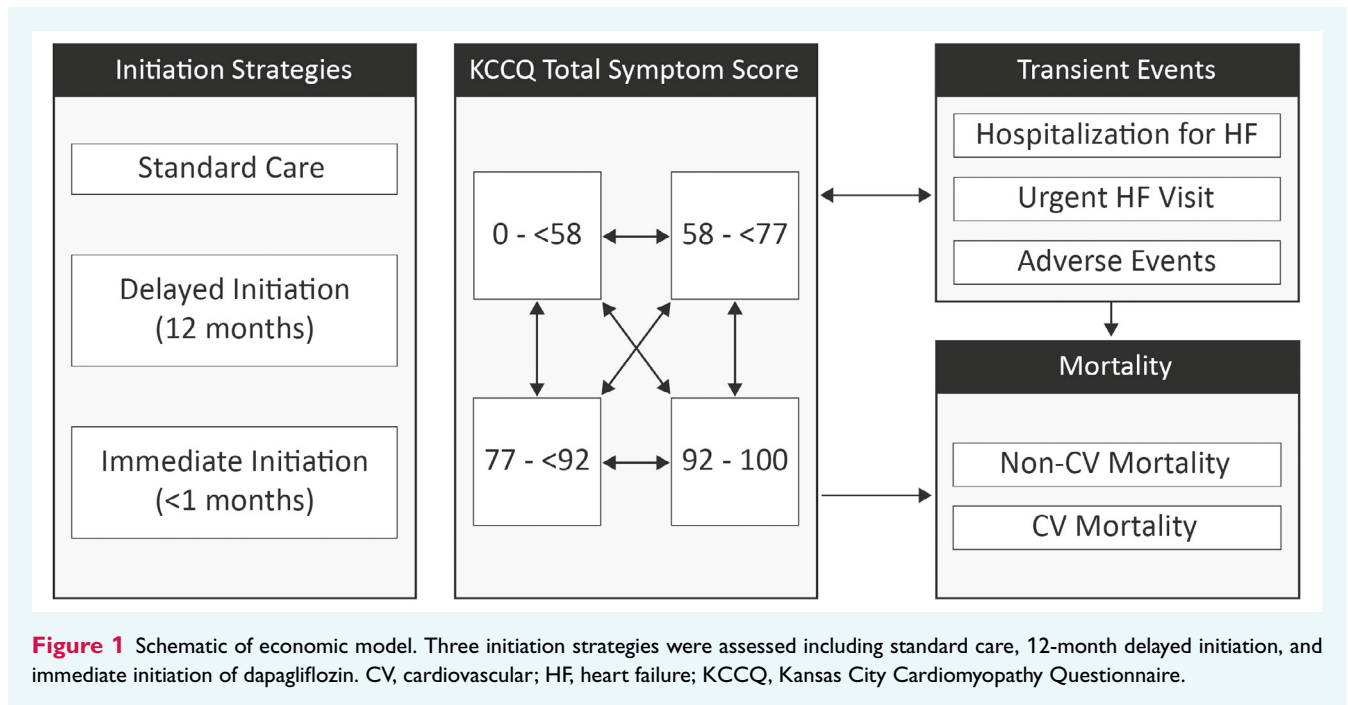 Initiation Strategies
Standard Care
Delayed Initiation
(12 months)
Immediate Initiation
(<1 months)
KCCQ Total Symptom Score
0 - <58
58 - <77
77 - <92
92 - 100
Transient Events
Hospitalization for HF
Urgent HF Visit
Adverse Events
Mortality
Non-CV Mortality
CV Mortality
Figure 1 Schematic of economic model. Three initiation strategies were assessed including standard care, 12-month delayed initiation, and
immediate initiation of dapagliflozin. CV, cardiovascular; HF, heart failure; KCCQ, Kansas City Cardiomyopathy Questionnaire.